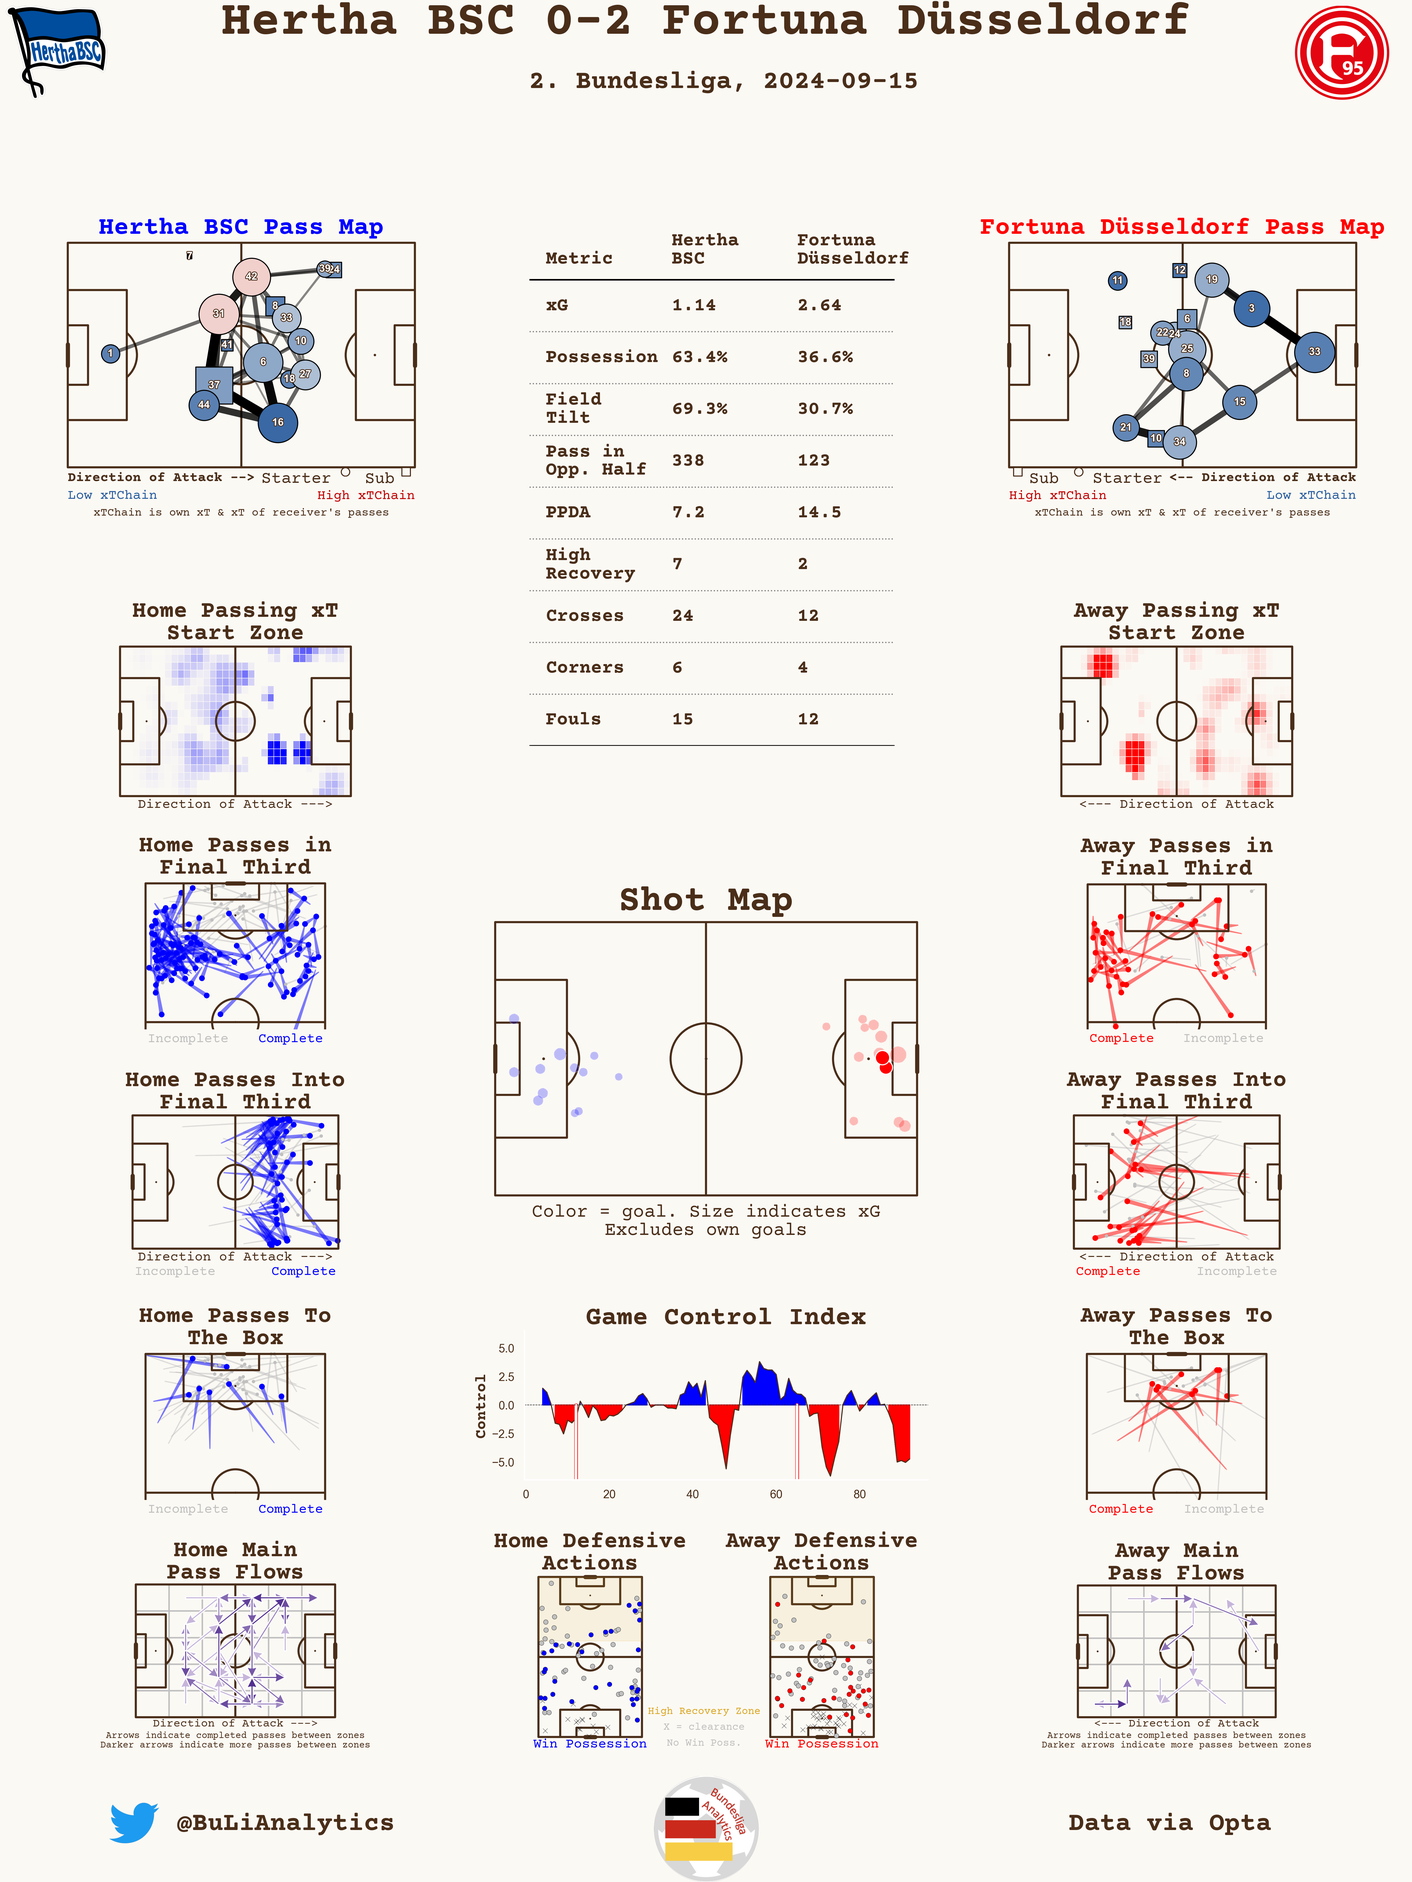 Hertha BSC 0-2 Fortuna Düsseldorf
2. Bundesliga, 2024-09-15
HerthaBSC
F 95
Hertha BSC Pass Map
7
42
39
24
31
8
33
41
10
1
6
37
18
27
44
16
Direction of Attack --> Starter Sub
Low xTChain High xTChain
xTChain is own xT & xT of receiver's passes
Metric Hertha BSC Fortuna Düsseldorf
xG 1.14 2.64
Possession 63.4% 36.6%
Field Tilt 69.3% 30.7%
Pass in Opp. Half 338 123
PPDA 7.2 14.5
High Recovery 7 2
Crosses 24 12
Corners 6 4
Fouls 15 12
Fortuna Düsseldorf Pass Map
11
12
19
3
18
6
22
24
25
39
33
8
15
21
10
34
Sub Starter <-- Direction of Attack
High xTChain Low xTChain
xTChain is own xT & xT of receiver's passes
Home Passing xT
Start Zone
Direction of Attack --->
Away Passing xT
Start Zone
<--- Direction of Attack
Home Passes in
Final Third
Incomplete Complete
Away Passes in
Final Third
Complete Incomplete
Shot Map
Color = goal. Size indicates xG
Excludes own goals
Home Passes Into
Final Third
Direction of Attack --->
Incomplete Complete
Away Passes Into
Final Third
<--- Direction of Attack
Complete Incomplete
Home Passes To
The Box
Incomplete Complete
Game Control Index
Control
5.0
2.5
0.0
−2.5
−5.0
0 20 40 60 80
Away Passes To
The Box
Complete Incomplete
Home Main
Pass Flows
Direction of Attack --->
Arrows indicate completed passes between zones
Darker arrows indicate more passes between zones
Home Defensive
Actions
Win Possession
High Recovery Zone
X = clearance
No Win Poss.
Away Defensive
Actions
Win Possession
Away Main
Pass Flows
<--- Direction of Attack
Arrows indicate completed passes between zones
Darker arrows indicate more passes between zones
@BuLiAnalytics
Bundesliga
Analytics
Data via Opta